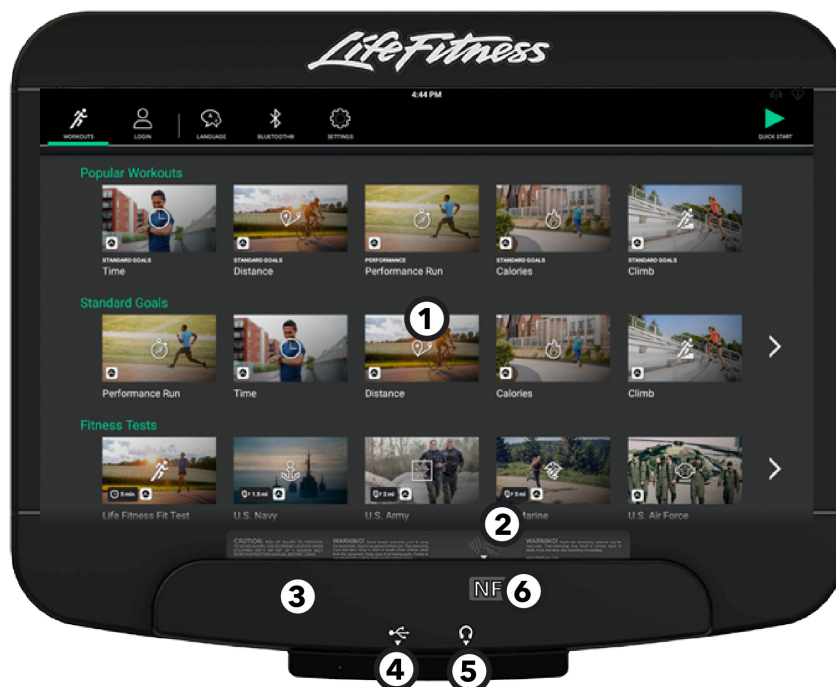 LifeFitness
4:44 PM
WORKOUTS
LOGIN
LANGUAGE
BLUETOOTH®
SETTINGS
QUICK START
Popular Workouts
STANDARD GOALS
Time
STANDARD GOALS
Distance
PERFORMANCE
Performance Run
STANDARD GOALS
Calories
STANDARD GOALS
Climb
Standard Goals
1
Performance Run
Time
Distance
Calories
Climb
Fitness Tests
5 min
1.5 mi
2 mi
3 mi
Life Fitness Fit Test
U.S. Navy
U.S. Army
Marine
U.S. Air Force
2
CAUTION
WARNING!
WARNING!
3
NF
6
4
5